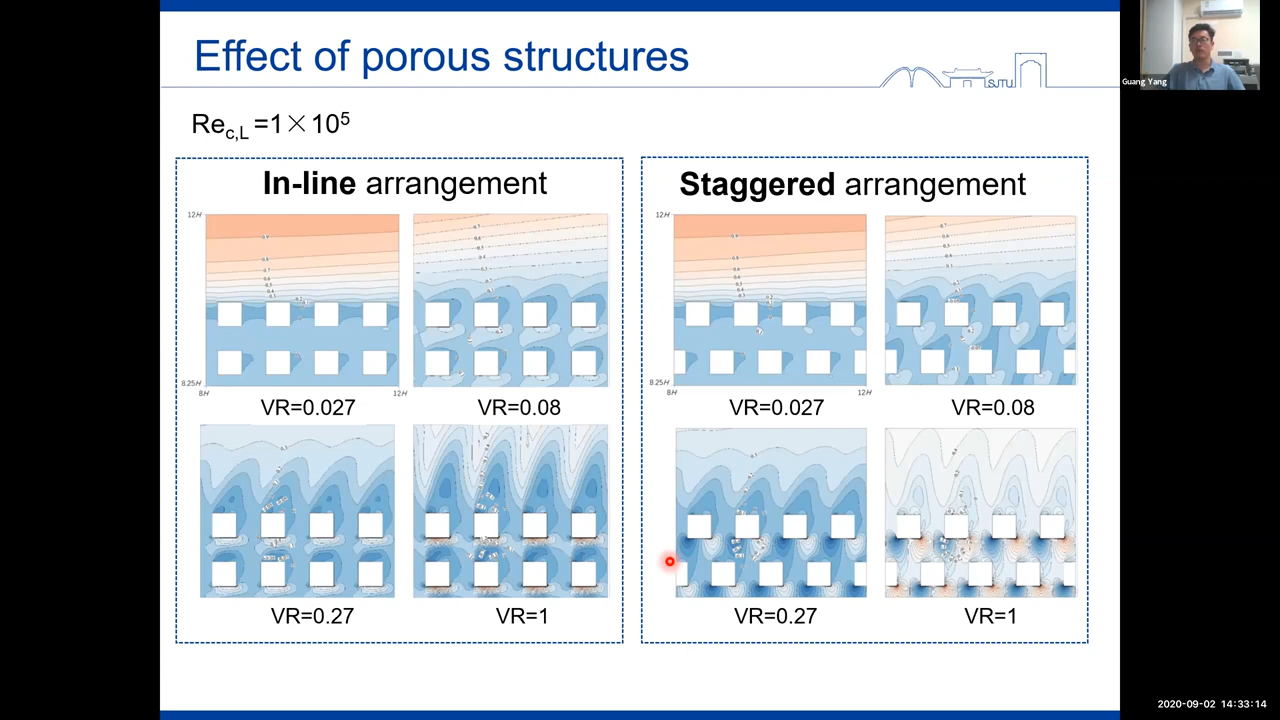 Effect of porous structures
SJTU
Guang Yang
Re_c,L =1×10^5
In-line arrangement
12H
8.25H
8H
12H
VR=0.027
VR=0.08
VR=0.27
VR=1
Staggered arrangement
12H
8.25H
8H
12H
VR=0.027
VR=0.08
VR=0.27
VR=1
2020-09-02 14:33:14